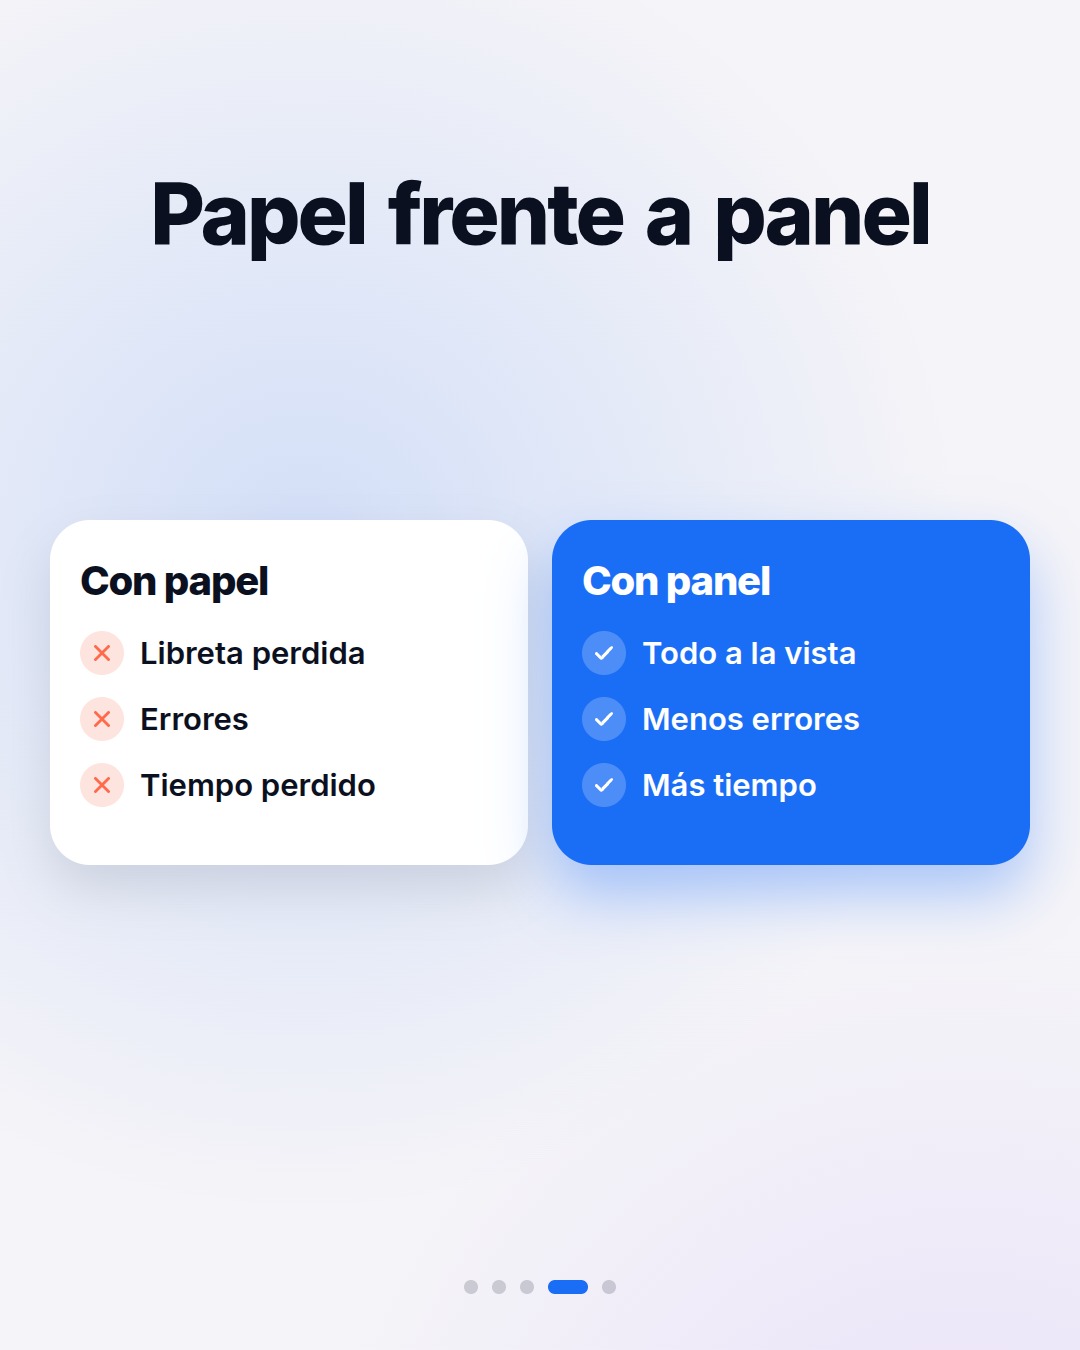 Papel frente a panel
Con papel
Libreta perdida
Errores
Tiempo perdido
Con panel
Todo a la vista
Menos errores
Más tiempo